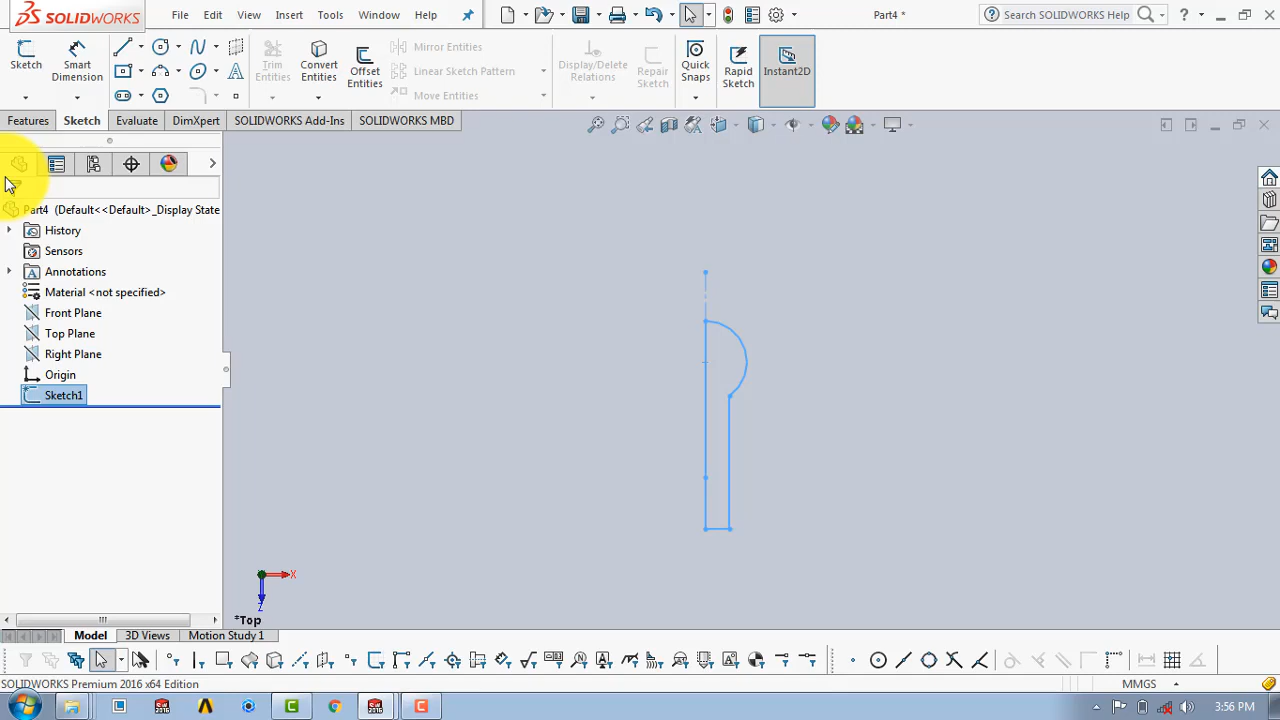 SOLIDWORKS File Edit View Insert Tools Window Help Part4 * Search SOLIDWORKS Help ?
Sketch Smart Dimension Trim Entities Convert Entities Offset Entities Mirror Entities Linear Sketch Pattern Move Entities Display/Delete Relations Repair Sketch Quick Snaps Rapid Sketch Instant2D
Features Sketch Evaluate DimXpert SOLIDWORKS Add-Ins SOLIDWORKS MBD
Part4 (Default<<Default>_Display State
History
Sensors
Annotations
Material <not specified>
Front Plane
Top Plane
Right Plane
Origin
Sketch1
X
Z
*Top
Model 3D Views Motion Study 1
SOLIDWORKS Premium 2016 x64 Edition MMGS
3:56 PM